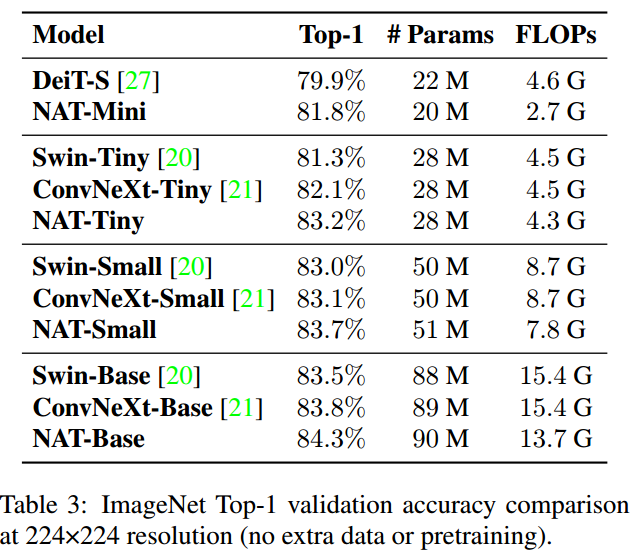 Model Top-1 # Params FLOPs
DeiT-S [27] 79.9% 22 M 4.6 G
NAT-Mini 81.8% 20 M 2.7 G
Swin-Tiny [20] 81.3% 28 M 4.5 G
ConvNeXt-Tiny [21] 82.1% 28 M 4.5 G
NAT-Tiny 83.2% 28 M 4.3 G
Swin-Small [20] 83.0% 50 M 8.7 G
ConvNeXt-Small [21] 83.1% 50 M 8.7 G
NAT-Small 83.7% 51 M 7.8 G
Swin-Base [20] 83.5% 88 M 15.4 G
ConvNeXt-Base [21] 83.8% 89 M 15.4 G
NAT-Base 84.3% 90 M 13.7 G
Table 3: ImageNet Top-1 validation accuracy comparison
at 224×224 resolution (no extra data or pretraining).